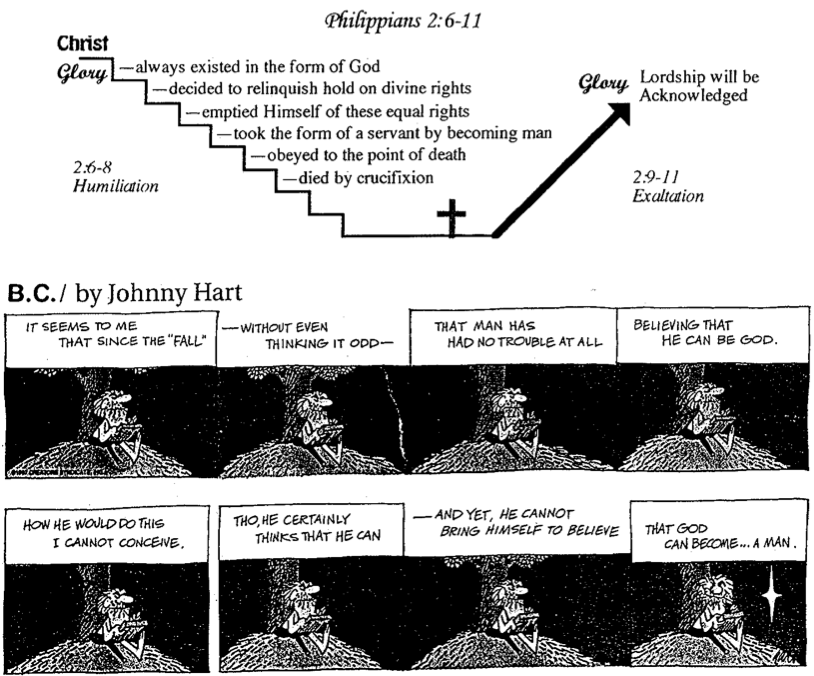 Philippians 2:6-11
Christ
Glory
—always existed in the form of God
—decided to relinquish hold on divine rights
—emptied Himself of these equal rights
—took the form of a servant by becoming man
—obeyed to the point of death
—died by crucifixion
2:6-8
Humiliation
Glory
Lordship will be
Acknowledged
2:9-11
Exaltation
B.C./ by Johnny Hart
IT SEEMS TO ME
THAT SINCE THE "FALL"
—WITHOUT EVEN
THINKING IT ODD—
THAT MAN HAS
HAD NO TROUBLE AT ALL
BELIEVING THAT
HE CAN BE GOD.
HOW HE WOULD DO THIS
I CANNOT CONCEIVE.
THO, HE CERTAINLY
THINKS THAT HE CAN
—AND YET, HE CANNOT
BRING HIMSELF TO BELIEVE
THAT GOD
CAN BECOME... A MAN.